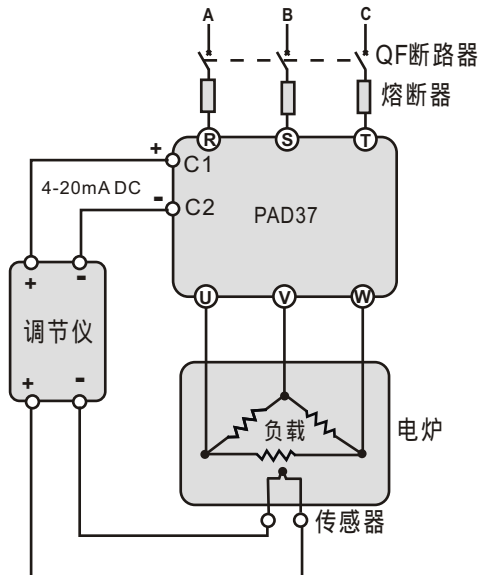 A B C
QF断路器
熔断器
R S T
+ C1
4-20mA DC
- C2
PAD37
+ -
U V W
调节仪
+ -
负载
电炉
传感器